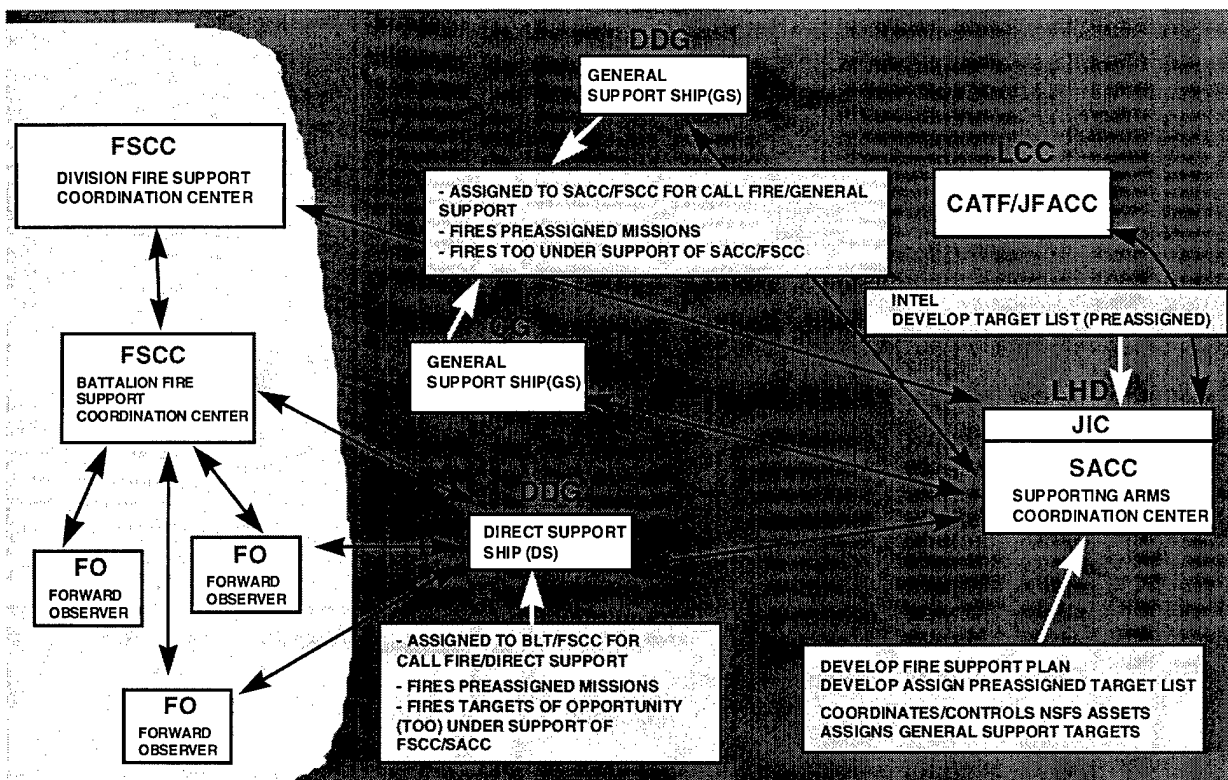 DDG
GENERAL
SUPPORT SHIP(GS)
FSCC
DIVISION FIRE SUPPORT
COORDINATION CENTER
- ASSIGNED TO SACC/FSCC FOR CALL FIRE/GENERAL
SUPPORT
- FIRES PREASSIGNED MISSIONS
- FIRES TOO UNDER SUPPORT OF SACC/FSCC
LCC
CATF/JFACC
INTEL
DEVELOP TARGET LIST (PREASSIGNED)
CG
GENERAL
SUPPORT SHIP(GS)
FSCC
BATTALION FIRE
SUPPORT
COORDINATION CENTER
LHD
JIC
SACC
SUPPORTING ARMS
COORDINATION CENTER
DDG
DIRECT SUPPORT
SHIP (DS)
FO
FORWARD
OBSERVER
FO
FORWARD
OBSERVER
FO
FORWARD
OBSERVER
- ASSIGNED TO BLT/FSCC FOR
CALL FIRE/DIRECT SUPPORT
- FIRES PREASSIGNED MISSIONS
- FIRES TARGETS OF OPPORTUNITY
(TOO) UNDER SUPPORT OF
FSCC/SACC
DEVELOP FIRE SUPPORT PLAN
DEVELOP ASSIGN PREASSIGNED TARGET LIST
COORDINATES/CONTROLS NSFS ASSETS
ASSIGNS GENERAL SUPPORT TARGETS